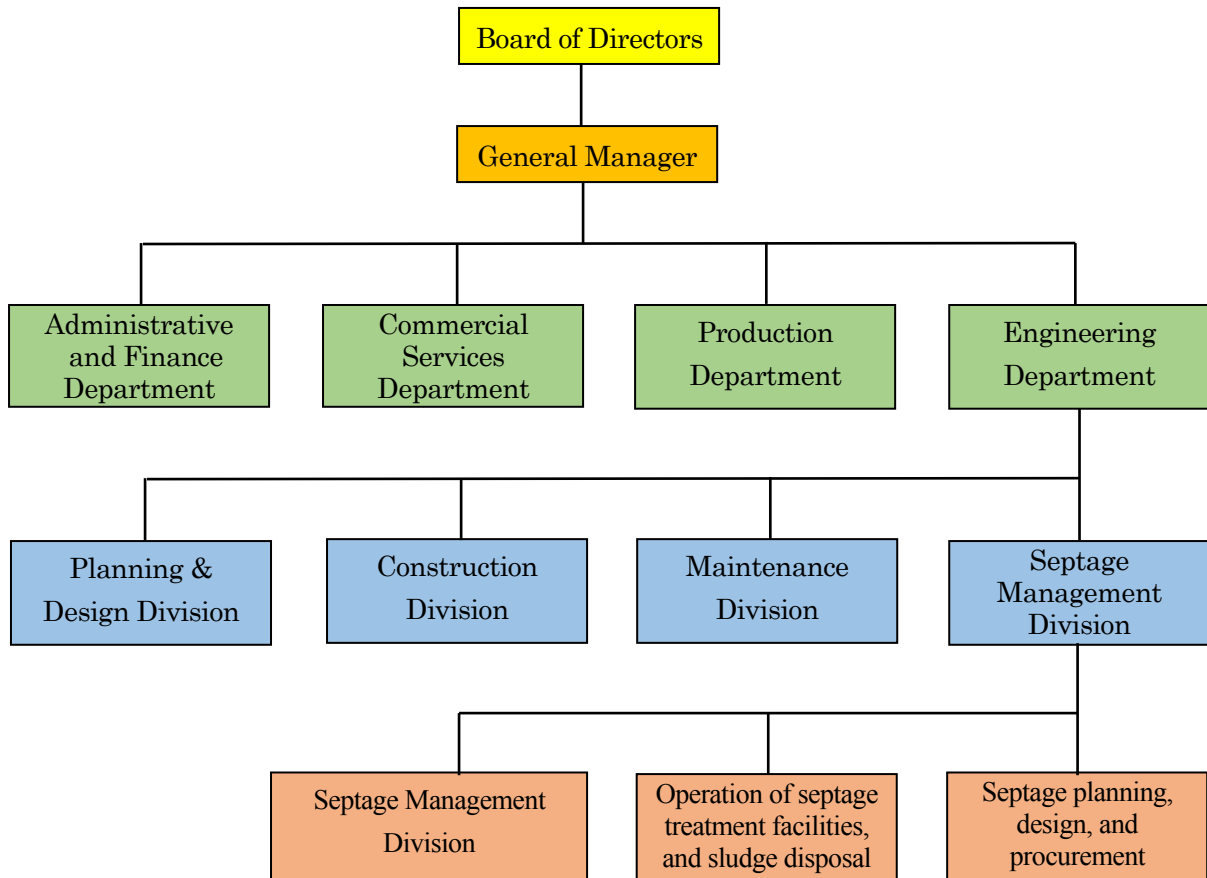 Board of Directors
General Manager
Administrative
and Finance
Department
Commercial
Services
Department
Production
Department
Engineering
Department
Planning &
Design Division
Construction
Division
Maintenance
Division
Septage
Management
Division
Septage Management
Division
Operation of septage
treatment facilities,
and sludge disposal
Septage planning,
design, and
procurement